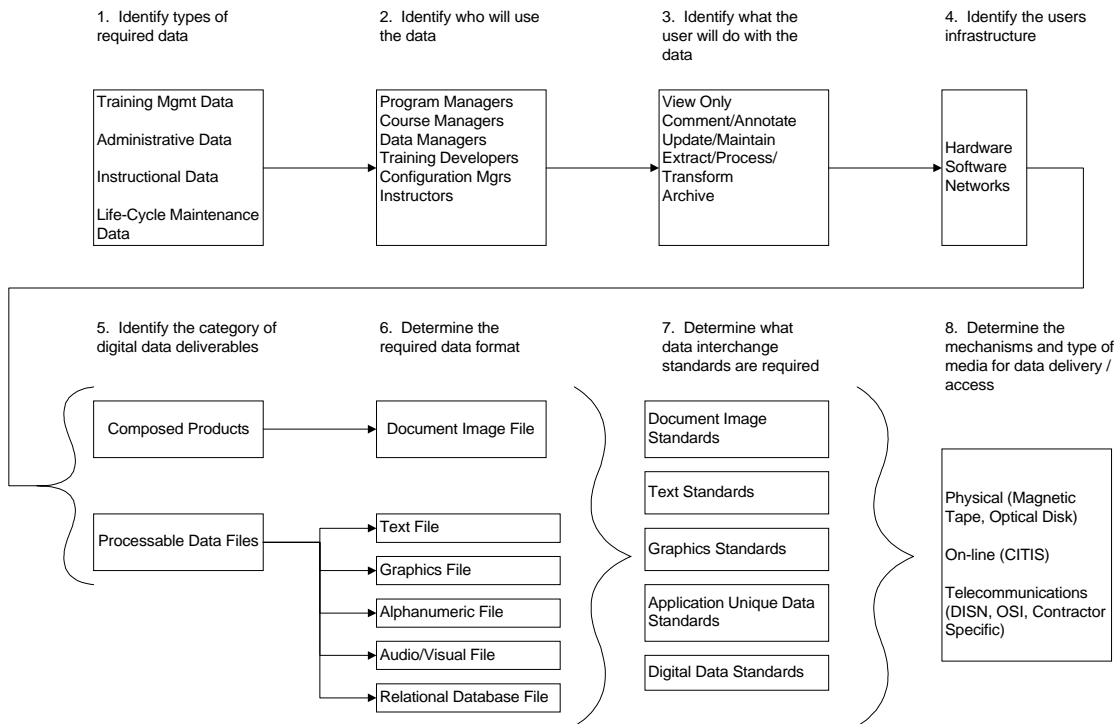 1. Identify types of
required data
2. Identify who will use
the data
3. Identify what the
user will do with the
data
4. Identify the users
infrastructure
Training Mgmt Data
Administrative Data
Instructional Data
Life-Cycle Maintenance
Data
Program Managers
Course Managers
Data Managers
Training Developers
Configuration Mgrs
Instructors
View Only
Comment/Annotate
Update/Maintain
Extract/Process/
Transform
Archive
Hardware
Software
Networks
5. Identify the category of
digital data deliverables
6. Determine the
required data format
7. Determine what
data interchange
standards are required
8. Determine the
mechanisms and type of
media for data delivery /
access
Composed Products
Processable Data Files
Document Image File
Text File
Graphics File
Alphanumeric File
Audio/Visual File
Relational Database File
Document Image
Standards
Text Standards
Graphics Standards
Application Unique Data
Standards
Digital Data Standards
Physical (Magnetic
Tape, Optical Disk)
On-line (CITIS)
Telecommunications
(DISN, OSI, Contractor
Specific)